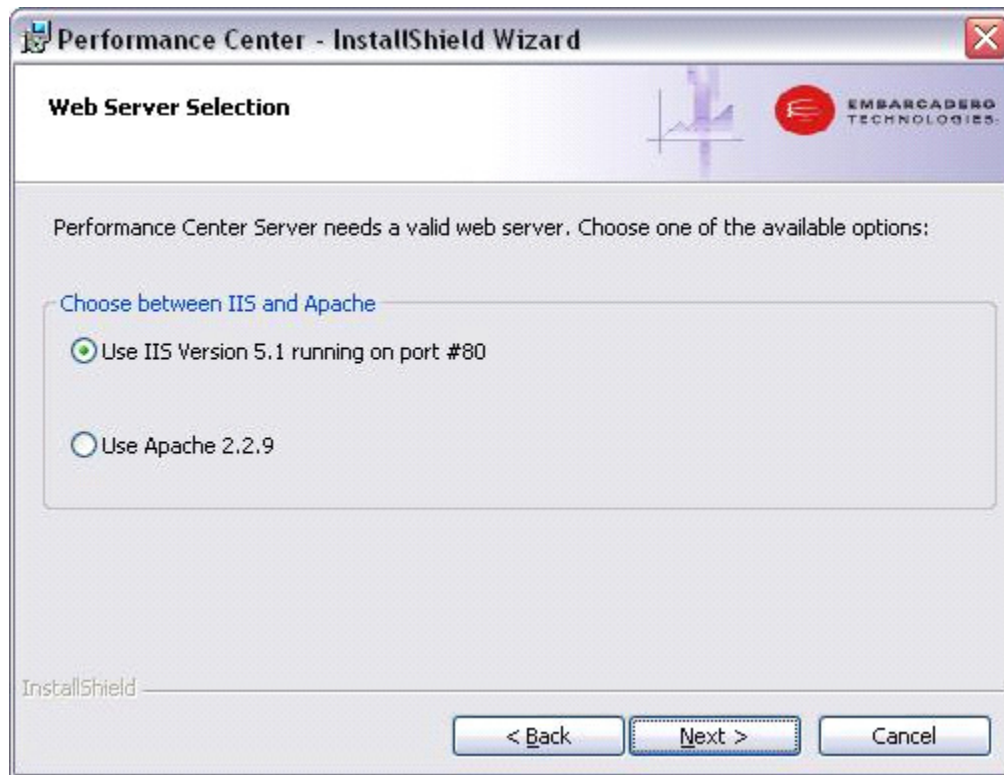 Performance Center - InstallShield Wizard
Web Server Selection
EMBARCADERO
TECHNOLOGIES
Performance Center Server needs a valid web server. Choose one of the available options:
Choose between IIS and Apache
Use IIS Version 5.1 running on port #80
Use Apache 2.2.9
InstallShield
< Back
Next >
Cancel